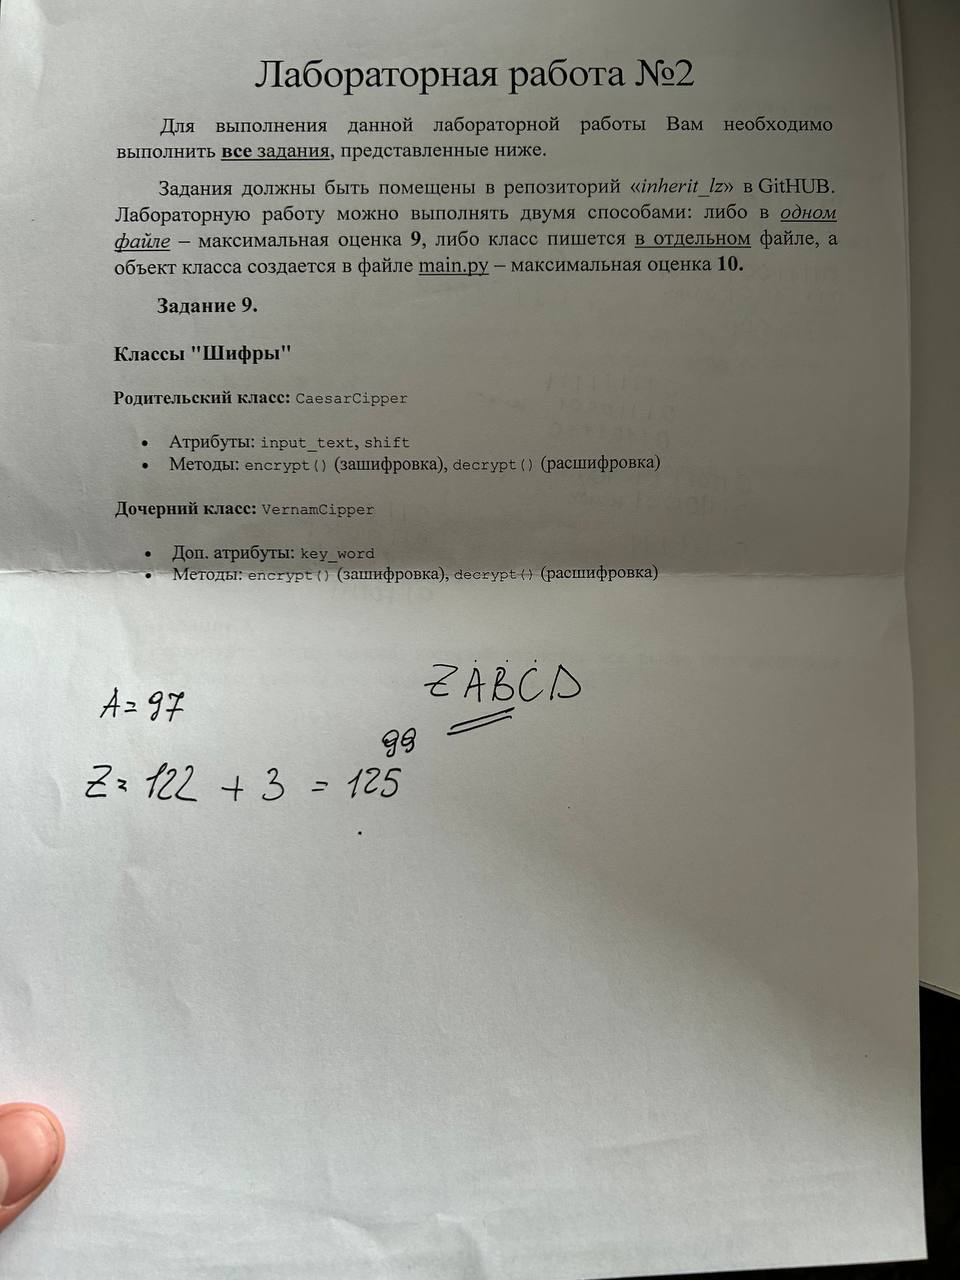 Лабораторная работа №2
Для выполнения данной лабораторной работы Вам необходимо
выполнить все задания, представленные ниже.
Задания должны быть помещены в репозиторий «inherit_lz» в GitHUB.
Лабораторную работу можно выполнять двумя способами: либо в одном
файле – максимальная оценка 9, либо класс пишется в отдельном файле, а
объект класса создается в файле main.py – максимальная оценка 10.
Задание 9.
Классы "Шифры"
Родительский класс: CaesarCipper
• Атрибуты: input_text, shift
• Методы: encrypt() (зашифровка), decrypt() (расшифровка)
Дочерний класс: VernamCipper
• Доп. атрибуты: key_word
• Методы: encrypt() (зашифровка), decrypt() (расшифровка)
ZABCD
A = 97
99
Z = 122 + 3 = 125